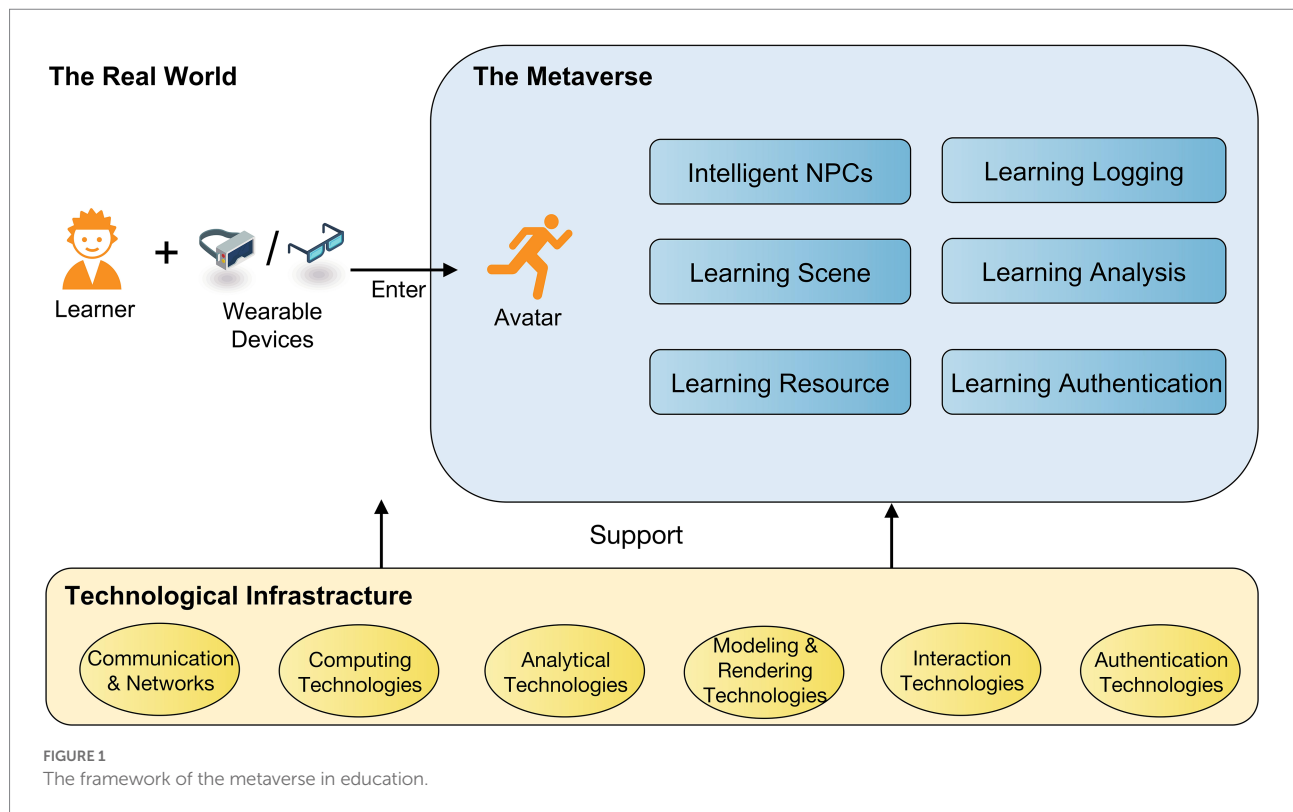 The Real World
The Metaverse
Intelligent NPCs
Learning Logging
+
/
Learner
Wearable
Devices
Enter
Avatar
Learning Scene
Learning Analysis
Learning Resource
Learning Authentication
Support
Technological Infrastracture
Communication
& Networks
Computing
Technologies
Analytical
Technologies
Modeling &
Rendering
Technologies
Interaction
Technologies
Authentication
Technologies
FIGURE 1
The framework of the metaverse in education.